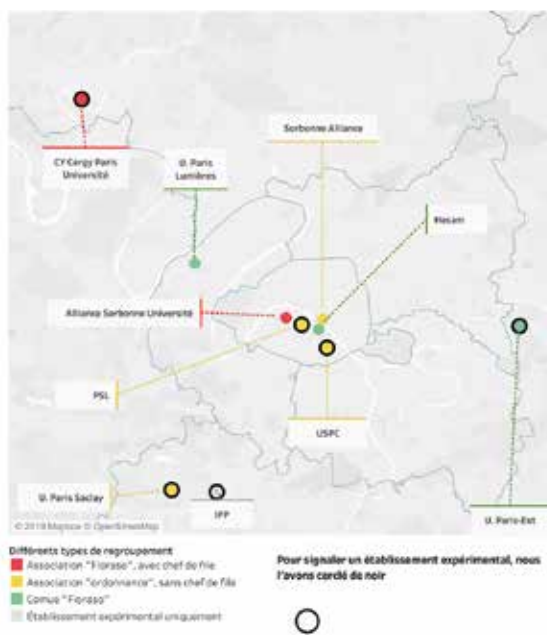 Sorbonne Alliance
CY Cergy Paris
Université
U. Paris
Lumières
Hesam
Alliance Sorbonne Université
PSL
USPC
U. Paris Saclay
IPP
U. Paris-Est
© 2019 Mapbox © OpenStreetMap
Différents types de regroupement
Association "Fioraso", avec chef de file
Association "ordonnance", sans chef de file
Comue "Fioraso"
Établissement expérimental uniquement
Pour signaler un établissement expérimental, nous
l'avons cerclé de noir